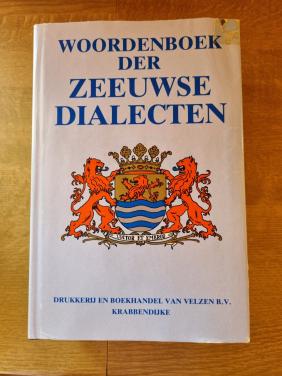 WOORDENBOEK
DER
ZEEUWSE
DIALECTEN
LUCTOR ET EMERGO
DRUKKERIJ EN BOEKHANDEL VAN VELZEN B.V.
KRABBENDIJKE